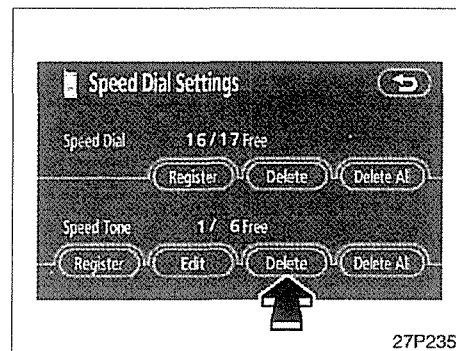 Speed Dial Settings
Speed Dial 16/17 Free
Register Delete Delete All
Speed Tone 1/ 6 Free
Register Edit Delete Delete All
27P235